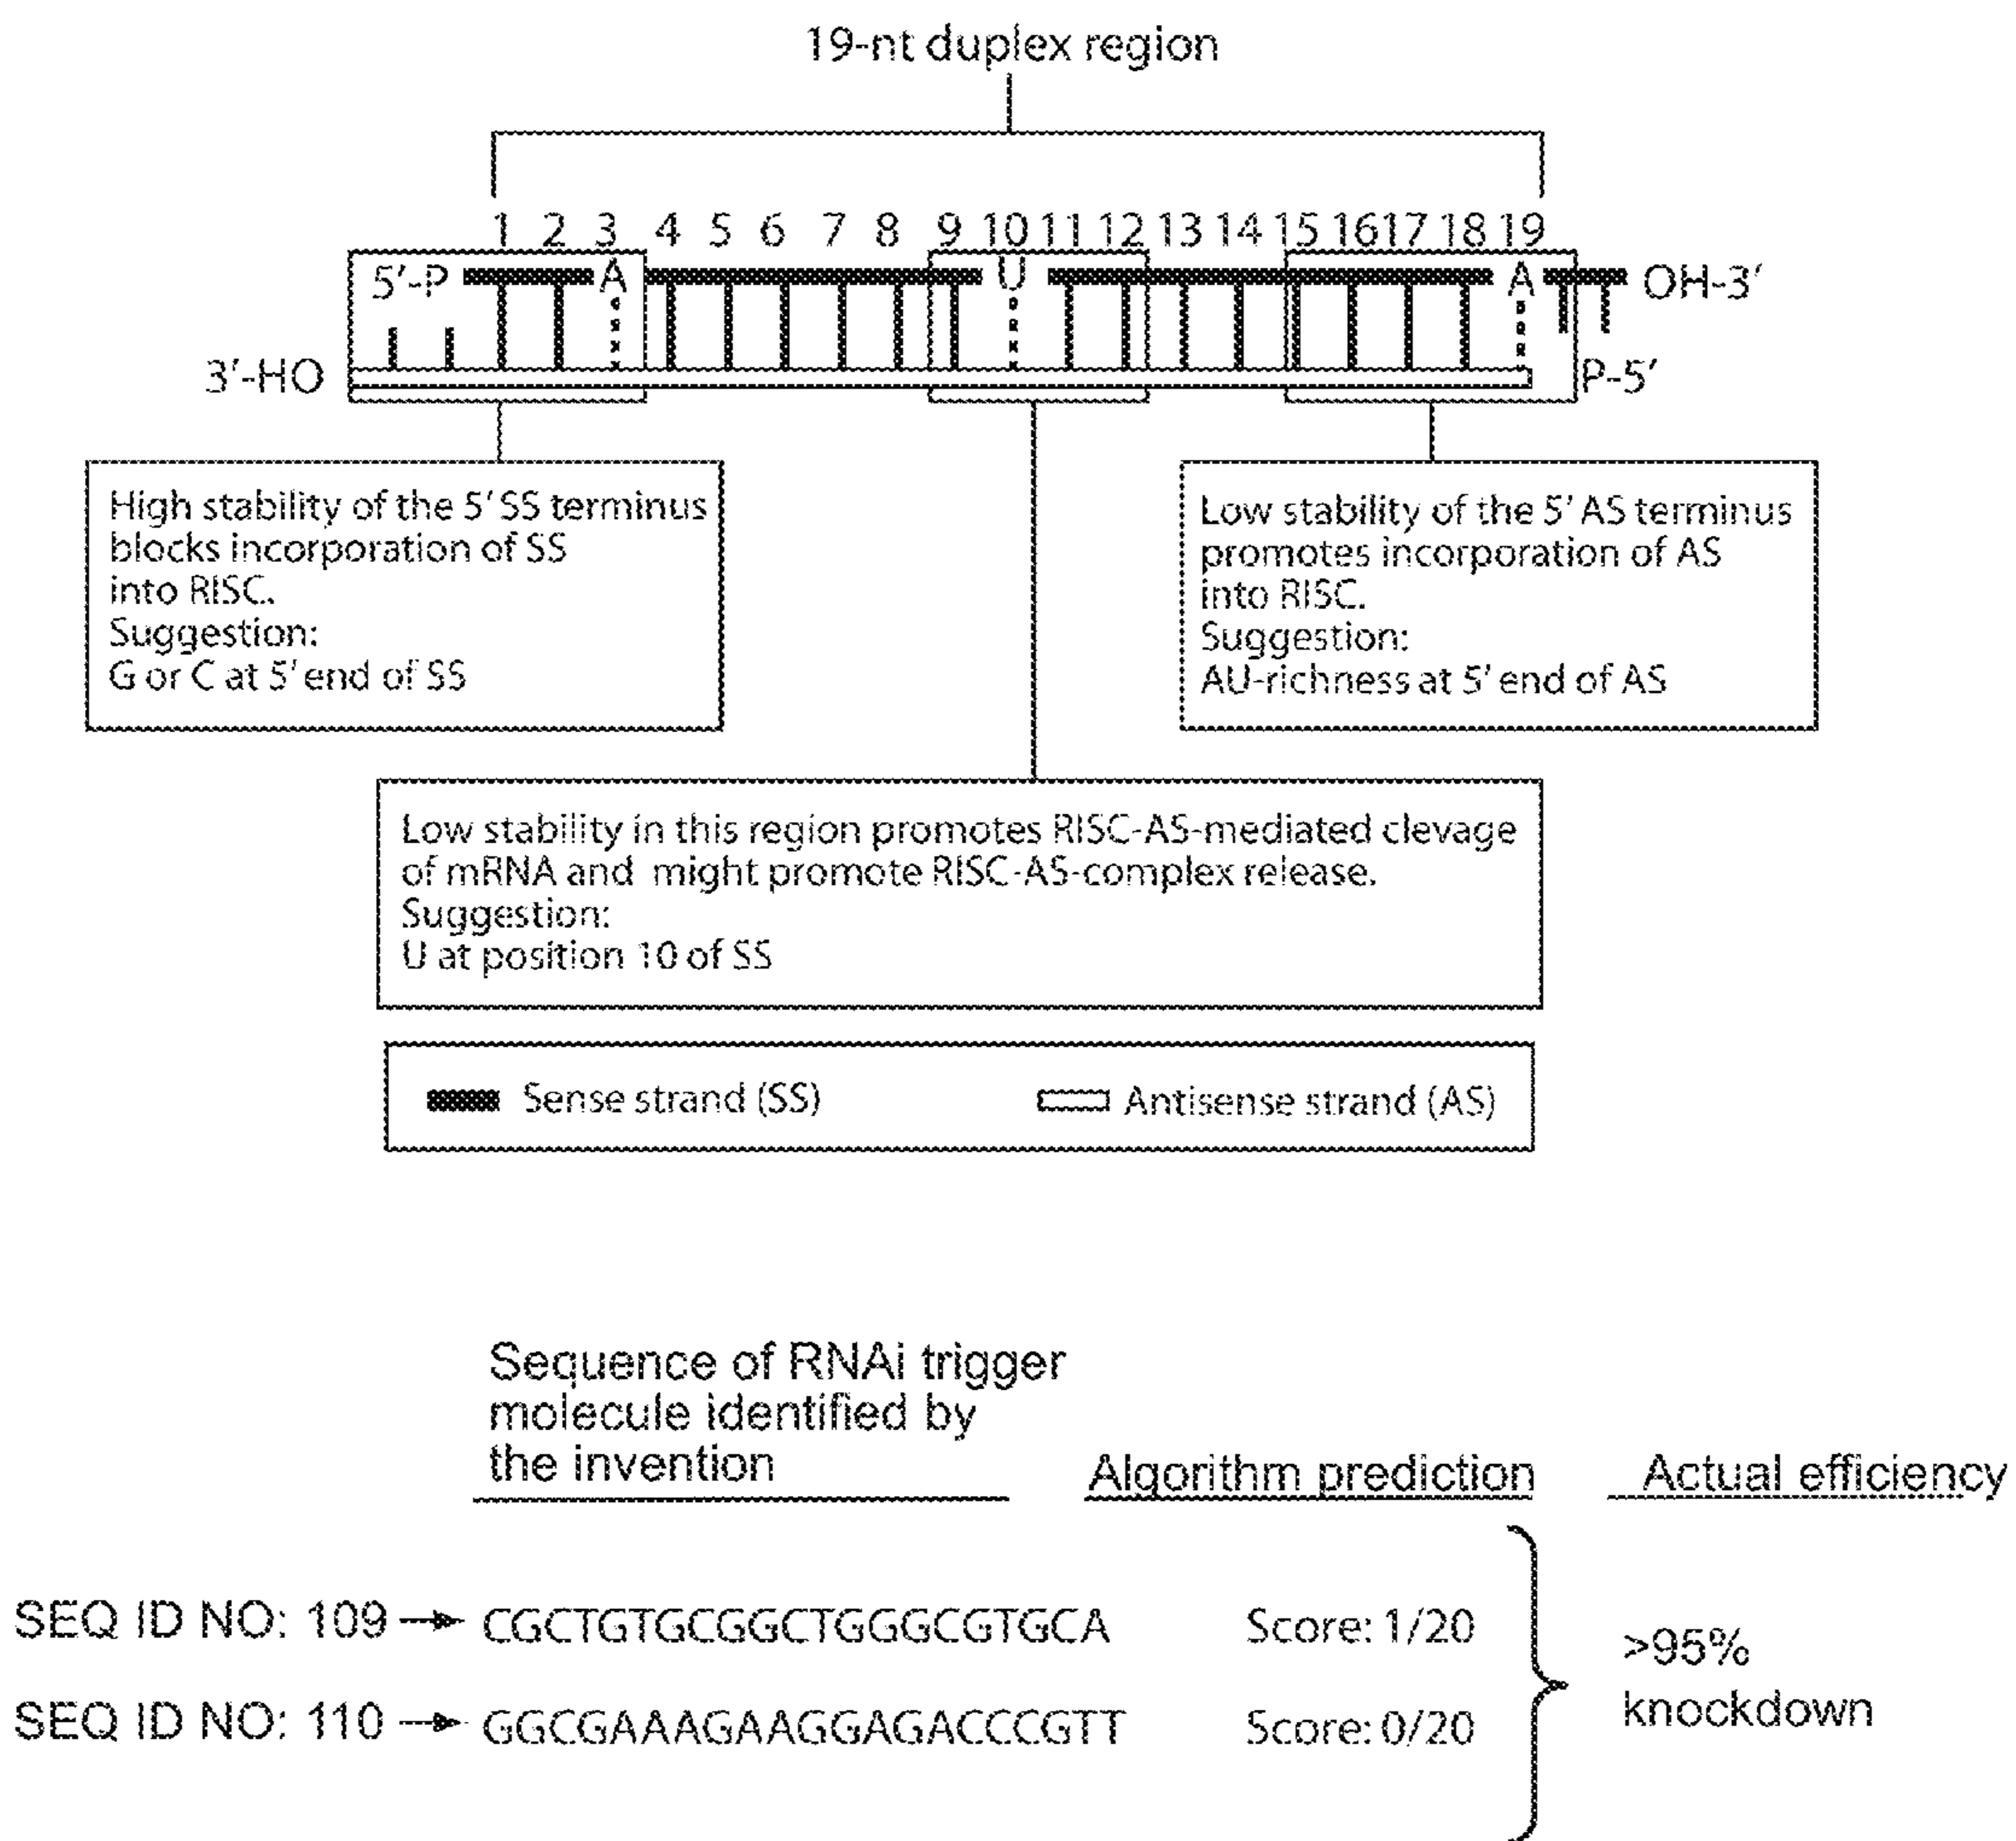 19-nt duplex region
1 2 3 4 5 6 7 8 9 10 11 12 13 14 15 16 17 18 19
5'-P A U A OH-3'
3'-HO P-5'
High stability of the 5' SS terminus
blocks incorporation of SS
into RISC.
Suggestion:
G or C at 5' end of SS
Low stability of the 5' AS terminus
promotes incorporation of AS
into RISC.
Suggestion:
AU-richness at 5' end of AS
Low stability in this region promotes RISC-AS-mediated clevage
of mRNA and might promote RISC-AS-complex release.
Suggestion:
U at position 10 of SS
Sense strand (SS) Antisense strand (AS)
Sequence of RNAi trigger
molecule identified by
the invention
Algorithm prediction
Actual efficiency
SEQ ID NO: 109 CGCTGTGCGGCTGGGCGTGCA Score: 1/20
SEQ ID NO: 110 GGCGAAAGAAGGAGACCCGTT Score: 0/20
>95%
knockdown